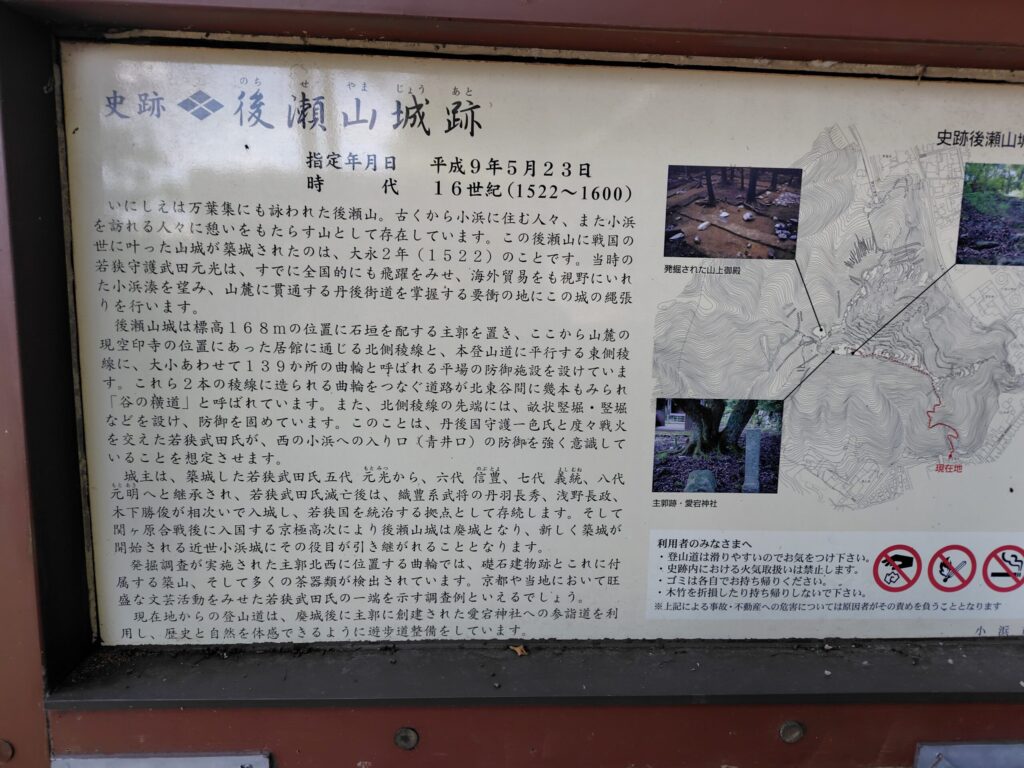 のち せ やま じょう あと
史跡 後瀬山城跡
指定年月日 平成9年5月23日
時代 16世紀(1522～1600)
いにしえは万葉集にも詠われた後瀬山。古くから小浜に住む人々、また小浜
を訪れる人々に憩いをもたらす山として存在しています。この後瀬山に戦国の
世に叶った山城が築城されたのは、大永2年(1522)のことです。当時の
若狭守護武田元光は、すでに全国的にも飛躍をみせ、海外貿易をも視野にいれ
た小浜湊を望み、山麓に貫通する丹後街道を掌握する要衝の地にこの城の縄張
りを行います。
後瀬山城は標高168mの位置に石垣を配する主郭を置き、ここから山麓の
現空印寺の位置にあった居館に通じる北側稜線と、本登山道に平行する東側稜
線に、大小あわせて139か所の曲輪と呼ばれる平場の防御施設を設けていま
す。これら2本の稜線に造られる曲輪をつなぐ道路が北東谷間に幾本もみられ
「谷の横道」と呼ばれています。また、北側稜線の先端には、畝状竪堀・竪堀
などを設け、防御を固めています。このことは、丹後国守護一色氏と度々戦火
を交えた若狭武田氏が、西の小浜への入り口(青井口)の防御を強く意識して
いることを想定させます。
もとみつ のぶとよ よしむね
城主は、築城した若狭武田氏五代 元光から、六代 信豊、七代 義統、八代
もとあき
元明へと継承され、若狭武田氏滅亡後は、織豊系武将の丹羽長秀、浅野長政、
木下勝俊が相次いで入城し、若狭国を統治する拠点として存続します。そして
関ヶ原合戦後に入国する京極高次により後瀬山城は廃城となり、新しく築城が
開始される近世小浜城にその役目が引き継がれることとなります。
発掘調査が実施された主郭北西に位置する曲輪では、礎石建物跡とこれに付
属する築山、そして多くの茶器類が検出されています。京都や当地において旺
盛な文芸活動をみせた若狭武田氏の一端を示す調査例といえるでしょう。
現在地からの登山道は、廃城後に主郭に創建された愛宕神社への参詣道を利
用し、歴史と自然を体感できるように遊歩道整備をしています。
史跡後瀬山城
発掘された山上御殿
主郭跡・愛宕神社
現在地
利用者のみなさまへ
・登山道は滑りやすいのでお気をつけ下さい。
・史跡内における火気取扱いは禁止します。
・ゴミは各自でお持ち帰りください。
・木竹を折損したり持ち帰りしないで下さい。
※上記による事故・不動産への危害については原因者がその責めを負うこととなります
小浜